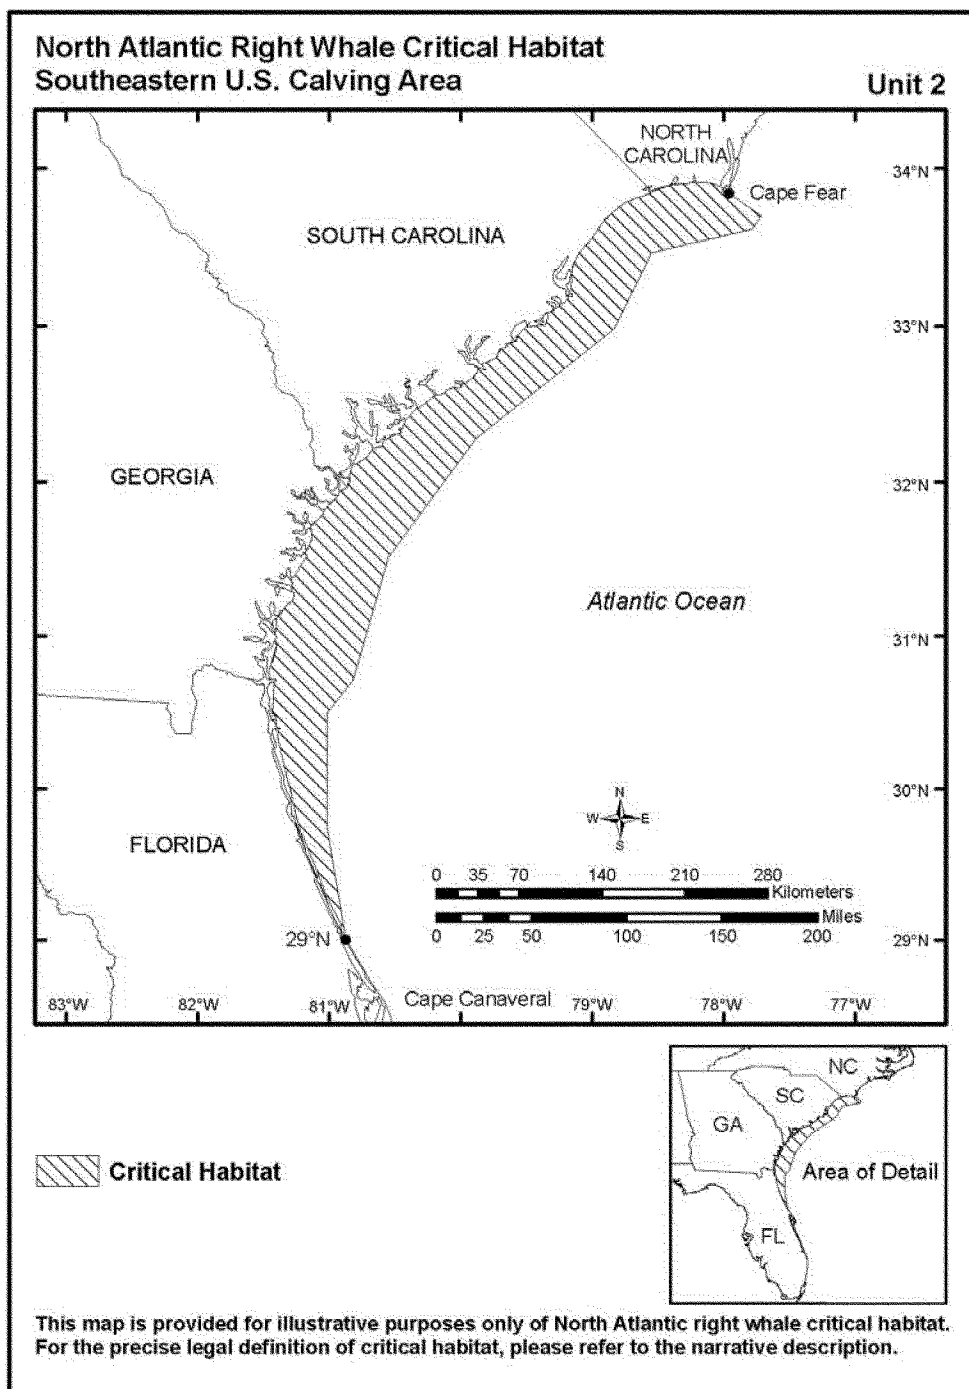 North Atlantic Right Whale Critical Habitat
Southeastern U.S. Calving Area
Unit 2
NORTH
CAROLINA
34°N
Cape Fear
SOUTH CAROLINA
33°N
GEORGIA
32°N
Atlantic Ocean
31°N
N
W E
S
30°N
FLORIDA
0 35 70 140 210 280
Kilometers
Miles
0 25 50 100 150 200
29°N
29°N
Cape Canaveral
83°W 82°W 81°W 79°W 78°W 77°W
NC
SC
GA
Critical Habitat
Area of Detail
FL
This map is provided for illustrative purposes only of North Atlantic right whale critical habitat.
For the precise legal definition of critical habitat, please refer to the narrative description.